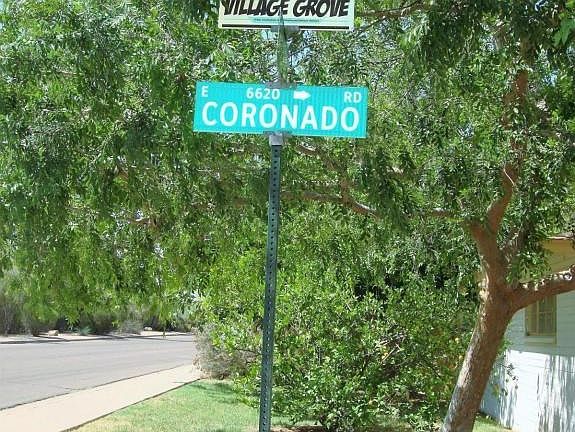 VILLAGE GROVE
E 6620 → RD
CORONADO